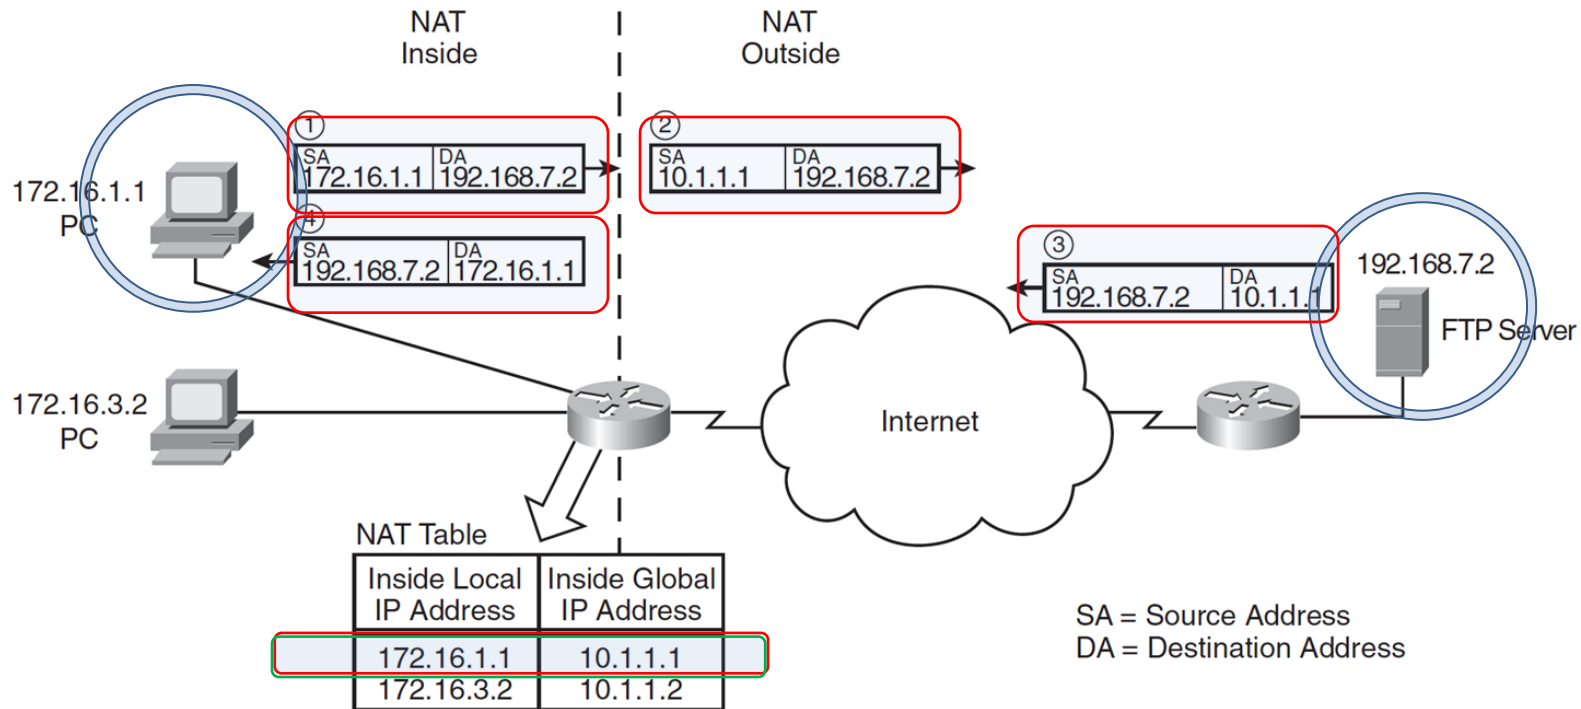 NAT
Inside
NAT
Outside
①
SA
172.16.1.1
DA
192.168.7.2
②
SA
10.1.1.1
DA
192.168.7.2
172.16.1.1
PC
④
SA
192.168.7.2
DA
172.16.1.1
③
SA
192.168.7.2
DA
10.1.1.1
192.168.7.2
FTP Server
172.16.3.2
PC
Internet
NAT Table
Inside Local
IP Address
Inside Global
IP Address
172.16.1.1 10.1.1.1
172.16.3.2 10.1.1.2
SA = Source Address
DA = Destination Address